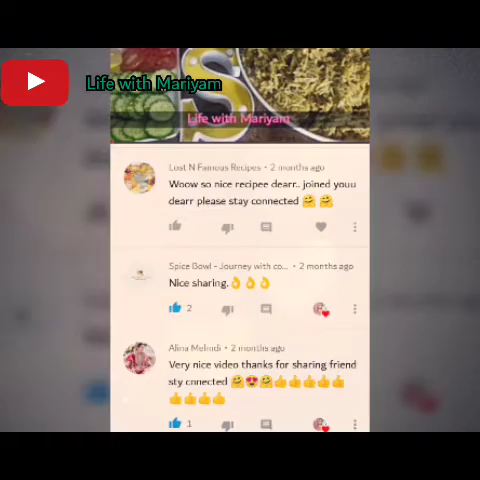 Life with Mariyam
Life with Mariyam
Lost N Famous Recipes • 2 months ago
Woow so nice recipee dearr.. joined youu
dearr please stay connected 🤗 🤗
Spice Bowl - Journey with co... • 2 months ago
Nice sharing.👌👌👌
2
Alina Melindi • 2 months ago
Very nice video thanks for sharing friend
sty cnnected 🤗😍🤗👍👍👍👍👍
👍👍👍👍
1